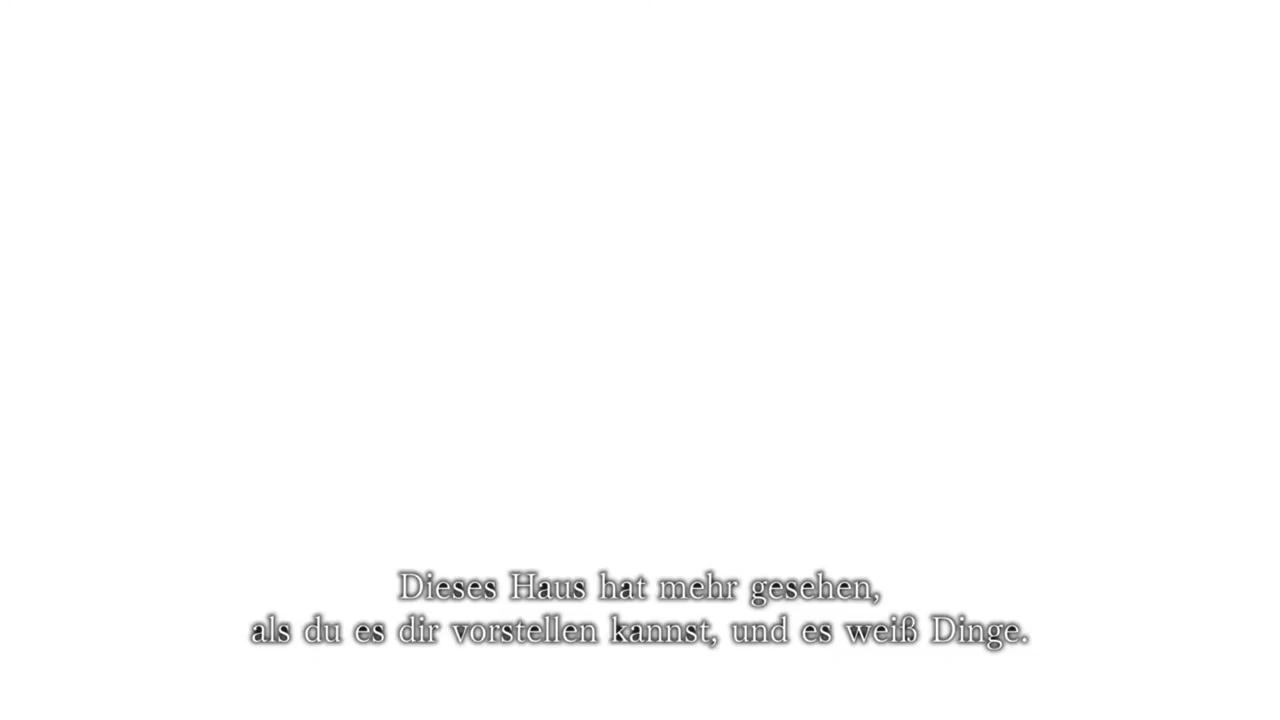 Dieses Haus hat mehr gesehen,
als du es dir vorstellen kannst, und es weiß Dinge.